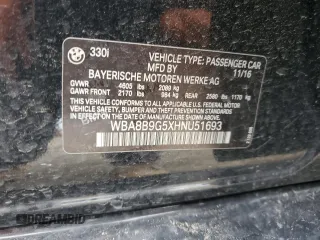 330i
VEHICLE TYPE: PASSENGER CAR
MFD BY 11/16
BAYERISCHE MOTOREN WERKE AG
GVWR 4605 lbs 2089 kg
GAWR FRONT 2170 lbs 984 kg REAR 2580 lbs 1170 kg
THIS VEHICLE CONFORMS TO ALL APPLICABLE FEDERAL MOTOR VEHICLE
SAFETY, BUMPER AND THEFT PREVENTION STANDARDS IN
EFFECT ON THE DATE OF MANUFACTURE SHOWN ABOVE.
WBA8B9G5XHNU51693
DREAMBID